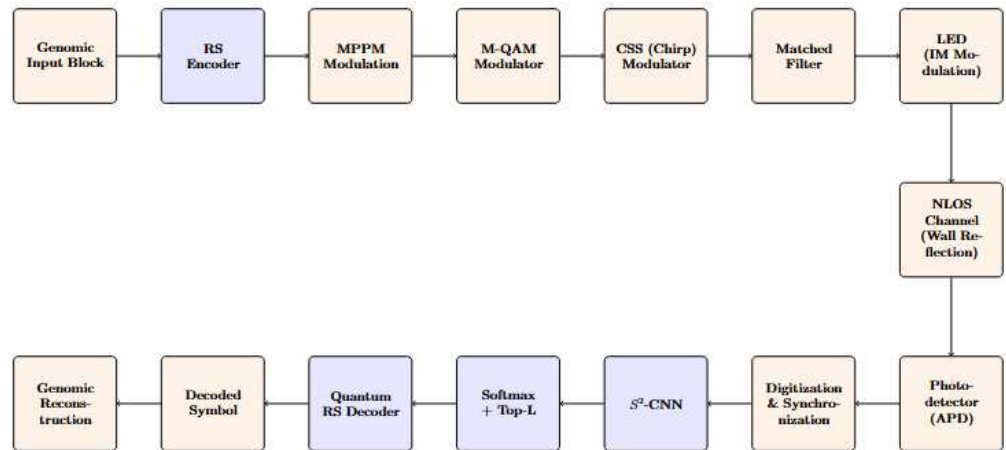 Genomic
Input Block
RS
Encoder
MPPM
Modulation
M-QAM
Modulator
CSS (Chirp)
Modulator
Matched
Filter
LED
(IM Mo-
dulation)
NLOS
Channel
(Wall Re-
flection)
Genomic
Recons-
truction
Decoded
Symbol
Quantum
RS Decoder
Softmax
+ Top-L
S²-CNN
Digitization
& Synchro-
nization
Photo-
detector
(APD)